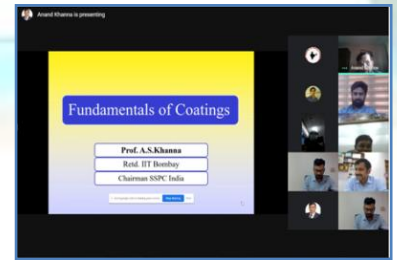 Anand Khanna is presenting
Fundamentals of Coatings
Prof. A.S.Khanna
Retd. IIT Bombay
Chairman SSPC India